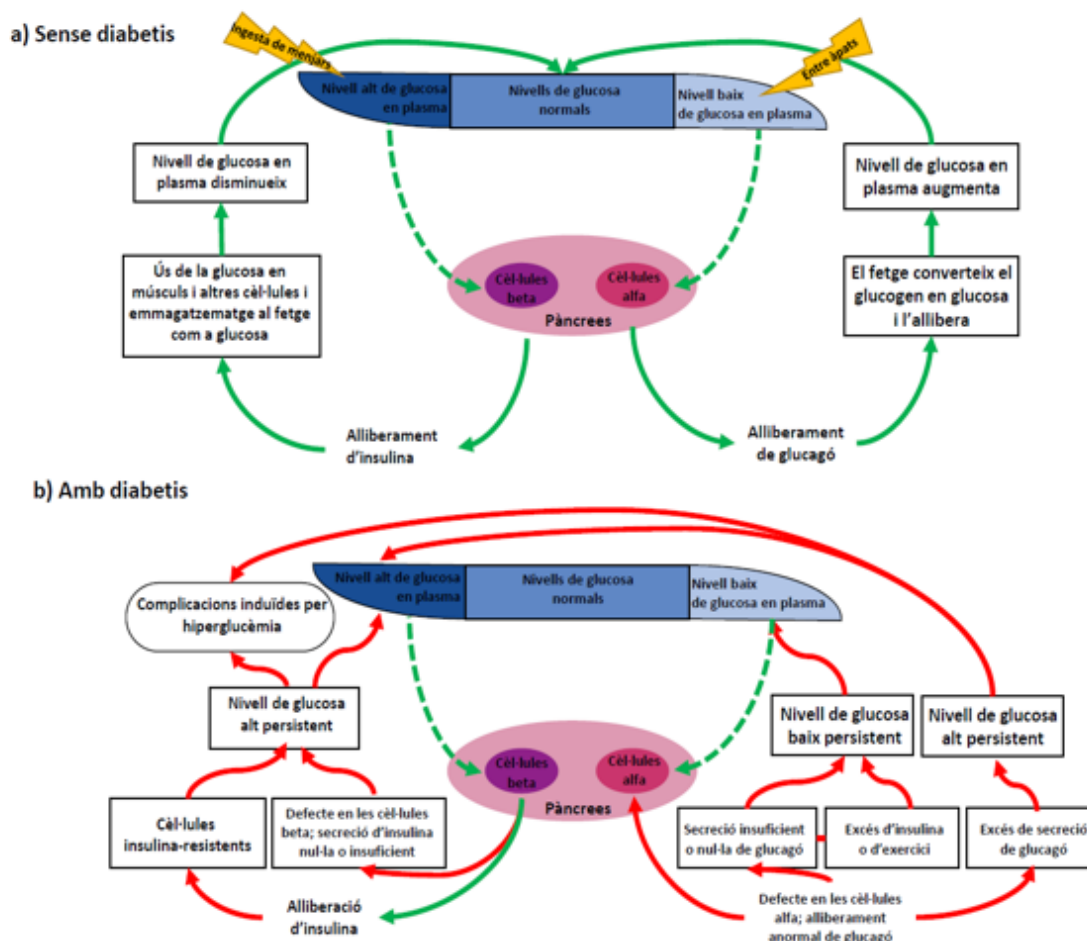 a) Sense diabetis
Ingesta de menjars
Entre àpats
Nivell alt de glucosa
en plasma
Nivells de glucosa
normals
Nivell baix
de glucosa en plasma
Nivell de glucosa en
plasma disminueix
Nivell de glucosa en
plasma augmenta
Ús de la glucosa en
músculs i altres cèl·lules i
emmagatzematge al fetge
com a glucosa
Cèl·lules
beta
Cèl·lules
alfa
Pàncrees
El fetge converteix el
glucogen en glucosa
i l'allibera
Alliberament
d'insulina
Alliberament
de glucagó
b) Amb diabetis
Nivell alt de glucosa
en plasma
Nivells de glucosa
normals
Nivell baix
de glucosa en plasma
Complicacions induïdes per
hiperglucèmia
Nivell de glucosa
alt persistent
Nivell de glucosa
baix persistent
Nivell de glucosa
alt persistent
Cèl·lules
beta
Cèl·lules
alfa
Pàncrees
Cèl·lules
insulina-resistents
Defecte en les cèl·lules
beta; secreció d'insulina
nul·la o insuficient
Secreció insuficient
o nul·la de glucagó
Excés d'insulina
o d'exercici
Excés de secreció
de glucagó
Alliberació
d'insulina
Defecte en les cèl·lules
alfa; alliberament
anormal de glucagó